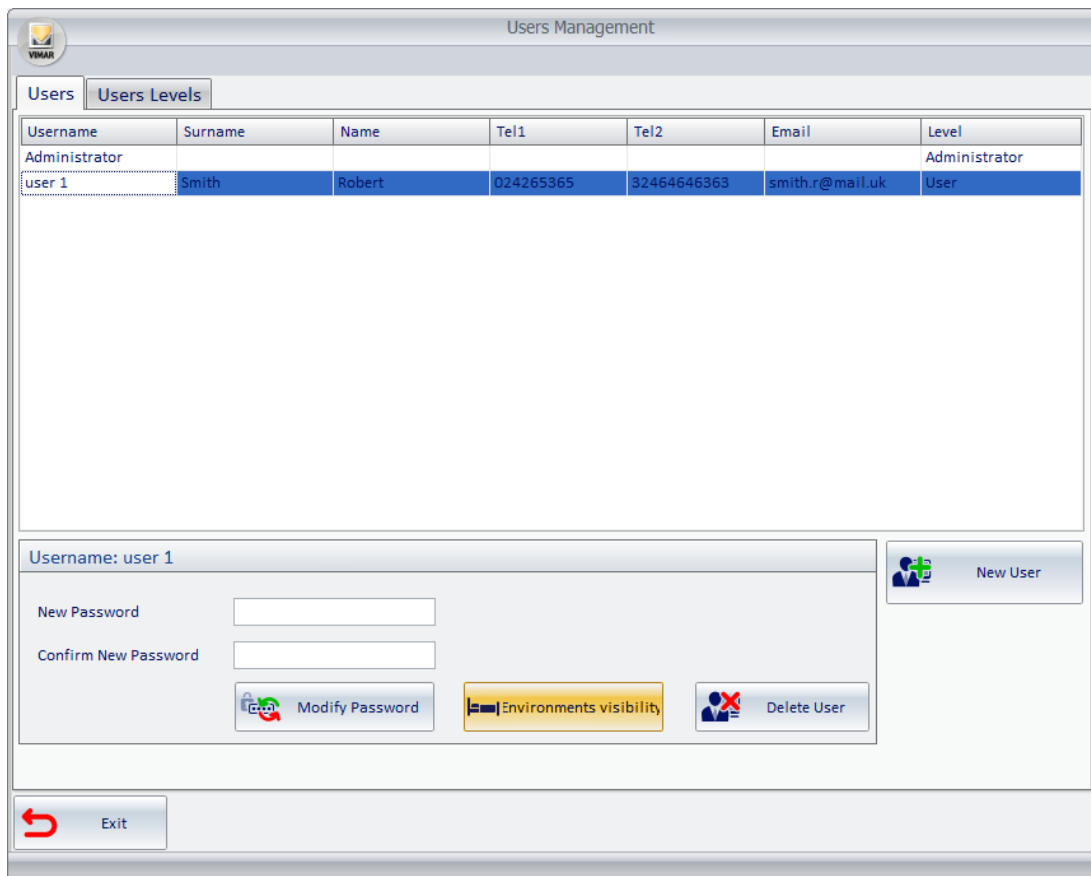 Users Management
VIMAR
Users Users Levels
Username Surname Name Tel1 Tel2 Email Level
Administrator Administrator
user 1 Smith Robert 024265365 32464646363 smith.r@mail.uk User
Username: user 1
New User
New Password
Confirm New Password
Modify Password Environments visibility Delete User
Exit